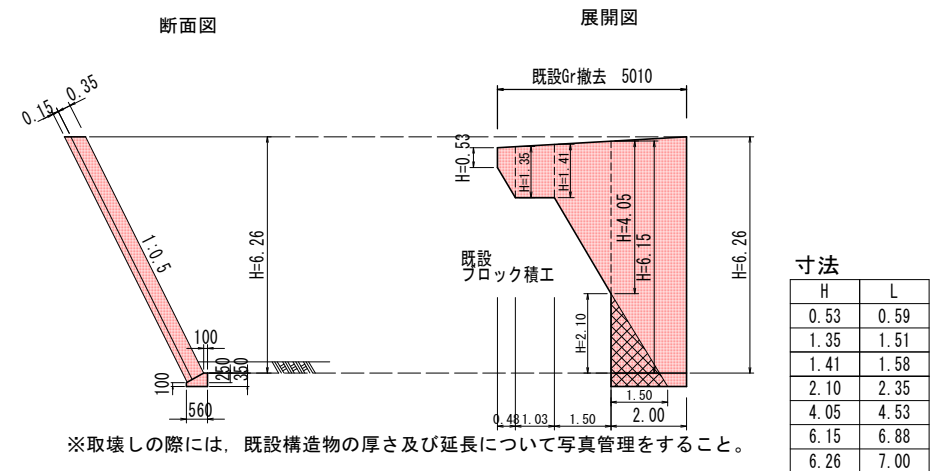 断面図
展開図
既設Gr撤去 5010
0.15
0.35
1:0.5
H=6.26
100
250
350
100
560
H=0.53
H=1.35
H=1.41
H=4.05
H=6.15
H=6.26
既設
ブロック積工
H=2.10
1.50
0.48
1.03
1.50
2.00
※取壊しの際には，既設構造物の厚さ及び延長について写真管理をすること。
寸法
H L
0.53 0.59
1.35 1.51
1.41 1.58
2.10 2.35
4.05 4.53
6.15 6.88
6.26 7.00